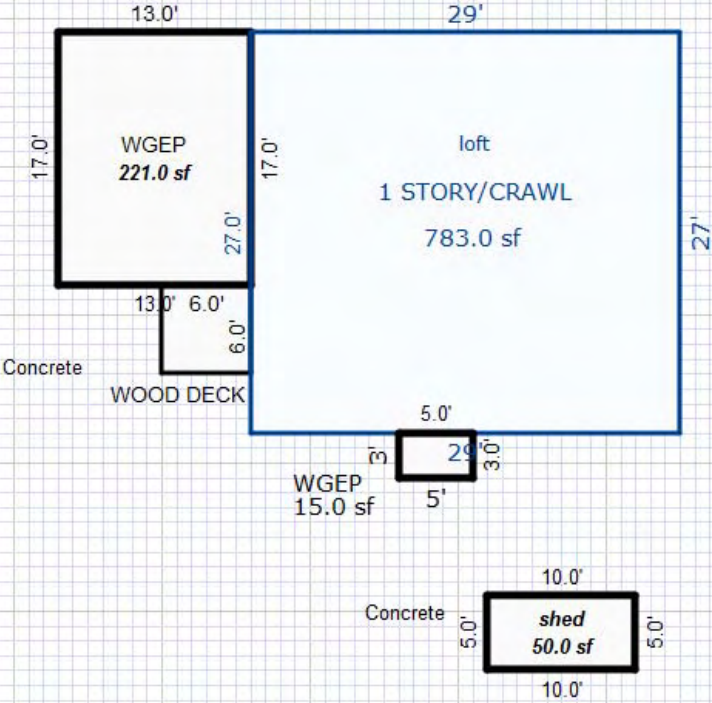 13.0'
29'
17.0'
WGEP
221.0 sf
17.0'
27.0'
loft
1 STORY/CRAWL
783.0 sf
27'
13.0'
6.0'
6.0'
Concrete
WOOD DECK
5.0'
3'
29'
3.0'
WGEP
15.0 sf
5'
10.0'
Concrete
5.0'
shed
50.0 sf
5.0'
10.0'